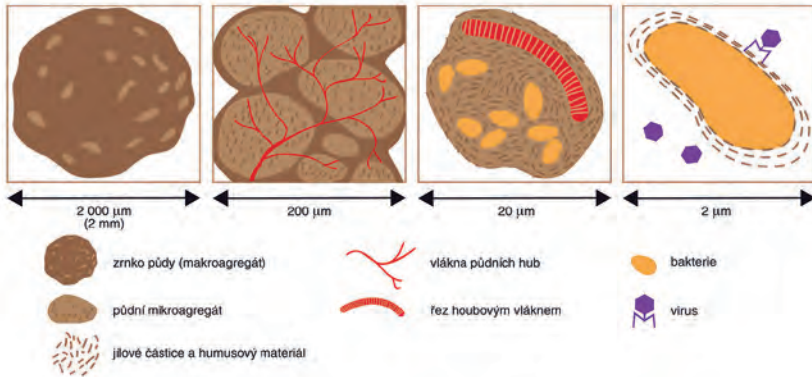 2 000 µm
(2 mm)
200 µm
20 µm
2 µm
zrnko půdy (makroagregát)
vlákna půdních hub
bakterie
půdní mikroagregát
řez houbovým vláknem
virus
jílové částice a humusový materiál